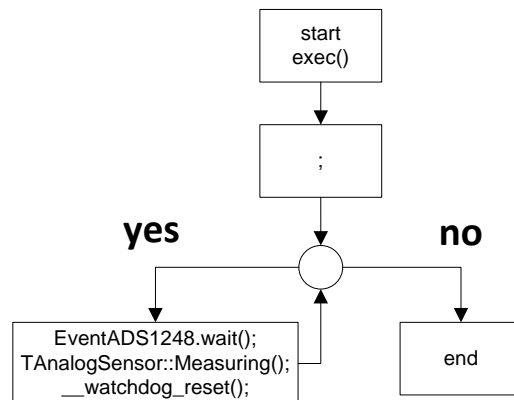 start
exec()
;
yes
no
EventADS1248.wait();
TAnalogSensor::Measuring();
__watchdog_reset();
end